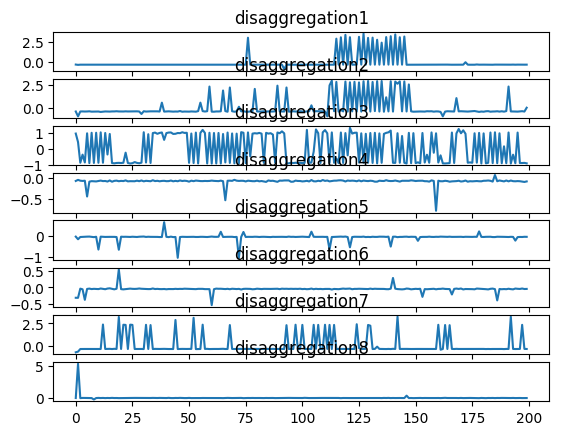 disaggregation1
2.5
0.0
disaggregation2
2.5
0.0
disaggregation3
1
0
−1
disaggregation4
0.0
−0.5
disaggregation5
0
−1
disaggregation6
0.5
0.0
−0.5
disaggregation7
2.5
0.0
disaggregation8
5
0
0 25 50 75 100 125 150 175 200